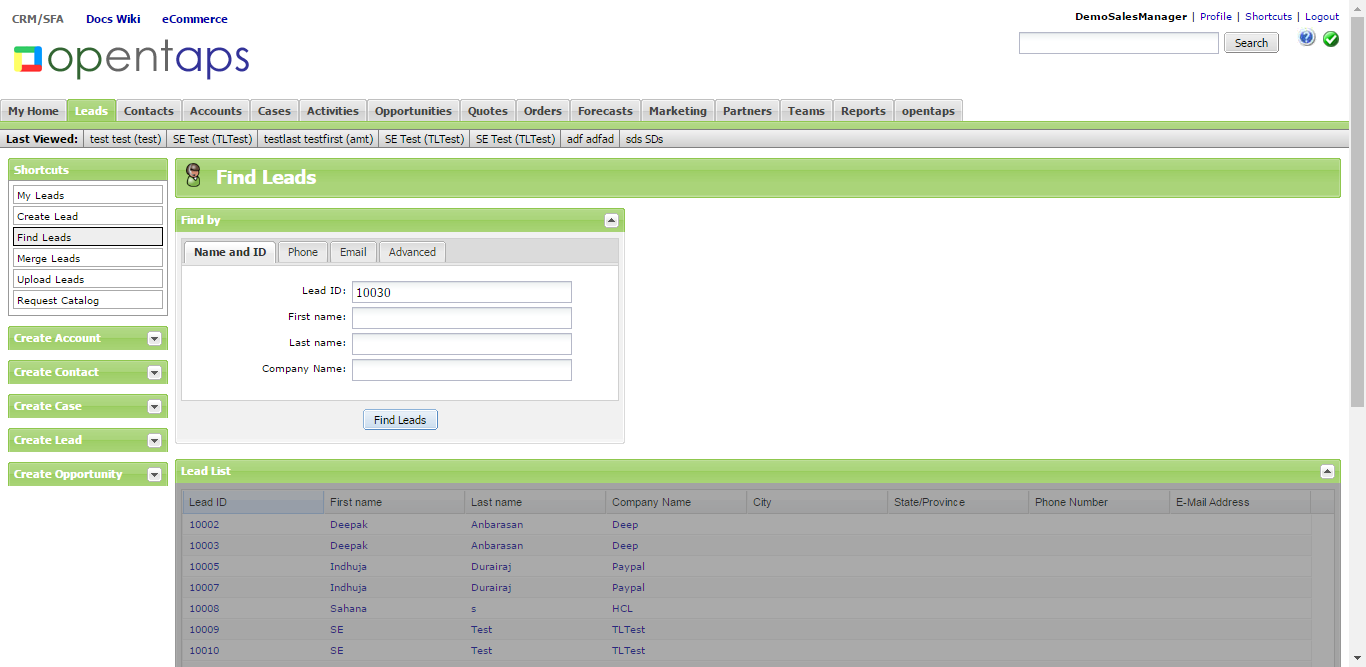 CRM/SFA Docs Wiki eCommerce
DemoSalesManager | Profile | Shortcuts | Logout
opentaps
Search
?
My Home Leads Contacts Accounts Cases Activities Opportunities Quotes Orders Forecasts Marketing Partners Teams Reports opentaps
Last Viewed: test test (test) SE Test (TLTest) testlast testfirst (amt) SE Test (TLTest) SE Test (TLTest) adf adfad sds SDs
Shortcuts
My Leads
Create Lead
Find Leads
Merge Leads
Upload Leads
Request Catalog
Create Account
Create Contact
Create Case
Create Lead
Create Opportunity
Find Leads
Find by
Name and ID Phone Email Advanced
Lead ID: 10030
First name:
Last name:
Company Name:
Find Leads
Lead List
Lead ID First name Last name Company Name City State/Province Phone Number E-Mail Address
10002 Deepak Anbarasan Deep
10003 Deepak Anbarasan Deep
10005 Indhuja Durairaj Paypal
10007 Indhuja Durairaj Paypal
10008 Sahana s HCL
10009 SE Test TLTest
10010 SE Test TLTest